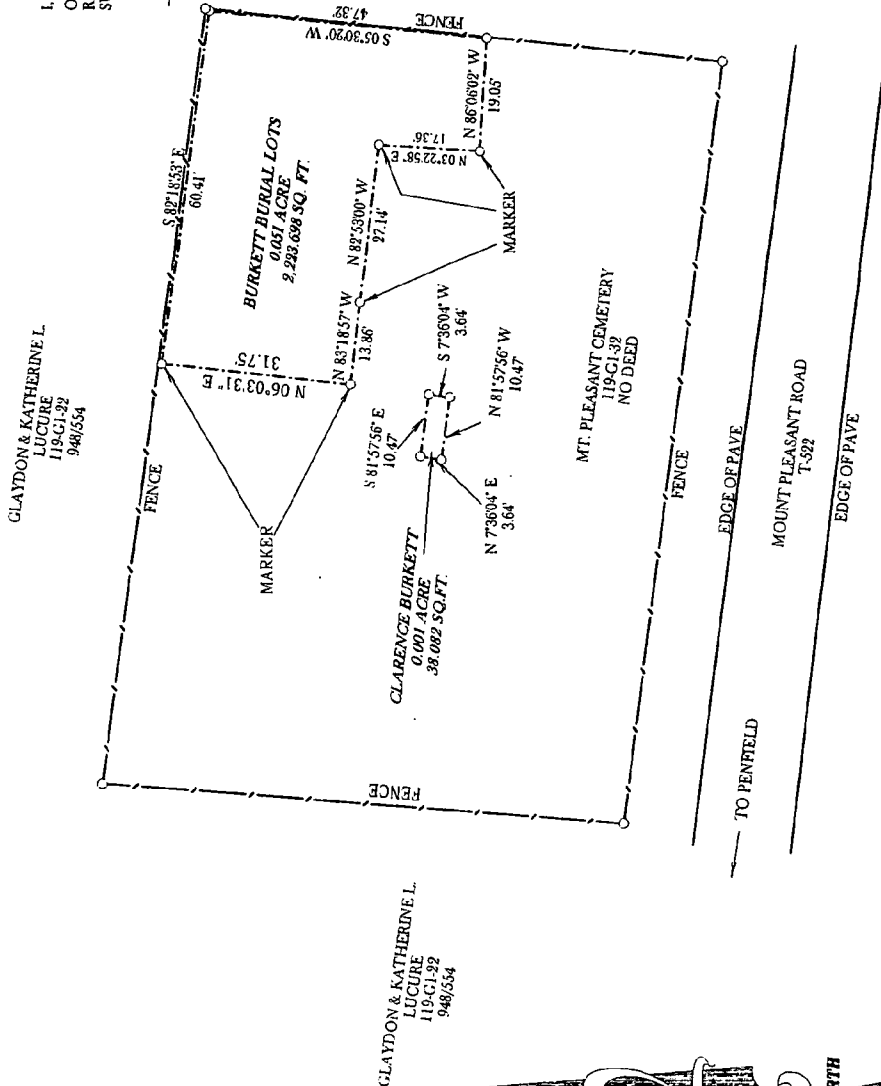 I,
O
R
S
GLAYDON & KATHERINE L.
LUCURE
119-G1-22
948/554
FENCE
S 82°18'53" E
60.41'
S 05°30'20" W
47.32'
FENCE
BURKETT BURIAL LOTS
0.051 ACRE
2,223.698 SQ. FT.
N 06°03'31" E
31.75'
N 83°18'57" W
13.86'
N 82°53'00" W
27.14'
N 03°22'58" E
17.36'
N 86°06'02" W
19.05'
MARKER
MARKER
S 81°57'56" E
10.47'
S 7°36'04" W
3.64'
N 81°57'56" W
10.47'
N 7°36'04" E
3.64'
CLARENCE BURKETT
0.001 ACRE
38.082 SQ.FT.
MT. PLEASANT CEMETERY
119-G1-32
NO DEED
FENCE
FENCE
EDGE OF PAVE
MOUNT PLEASANT ROAD
T-522
EDGE OF PAVE
TO PENFIELD
GLAYDON & KATHERINE L.
LUCURE
119-G1-22
948/554
RTH